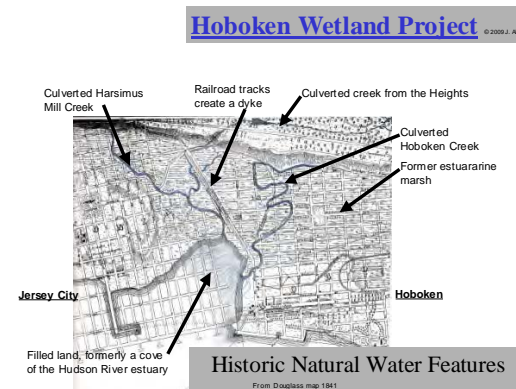 Hoboken Wetland Project
© 2009 J. A
Culverted Harsimus
Mill Creek
Railroad tracks
create a dyke
Culverted creek from the Heights
Culverted
Hoboken Creek
Former estuararine
marsh
Jersey City
Hoboken
Filled land, formerly a cove
of the Hudson River estuary
Historic Natural Water Features
From Douglass map 1841